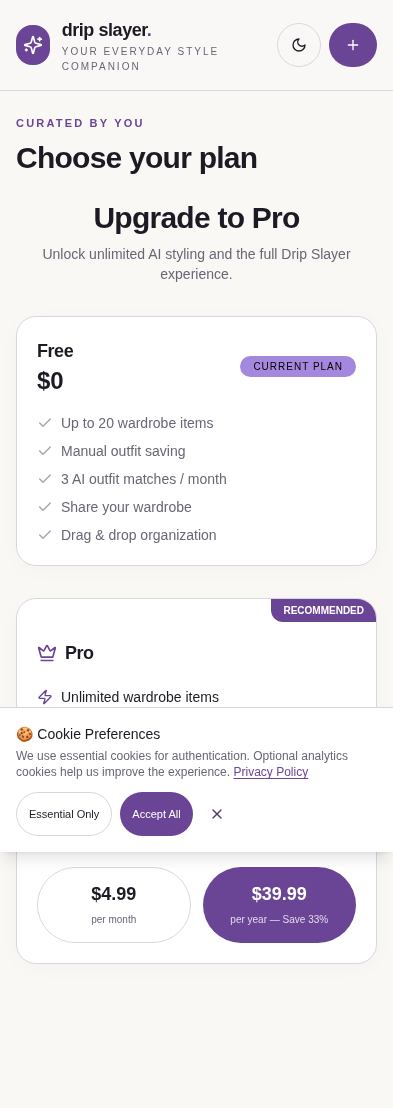 drip slayer.
YOUR EVERYDAY STYLE
COMPANION
CURATED BY YOU
Choose your plan
Upgrade to Pro
Unlock unlimited AI styling and the full Drip Slayer
experience.
Free
$0
CURRENT PLAN
Up to 20 wardrobe items
Manual outfit saving
3 AI outfit matches / month
Share your wardrobe
Drag & drop organization
RECOMMENDED
Pro
Unlimited wardrobe items
🍪 Cookie Preferences
We use essential cookies for authentication. Optional analytics
cookies help us improve the experience. Privacy Policy
Essential Only
Accept All
$4.99
per month
$39.99
per year — Save 33%